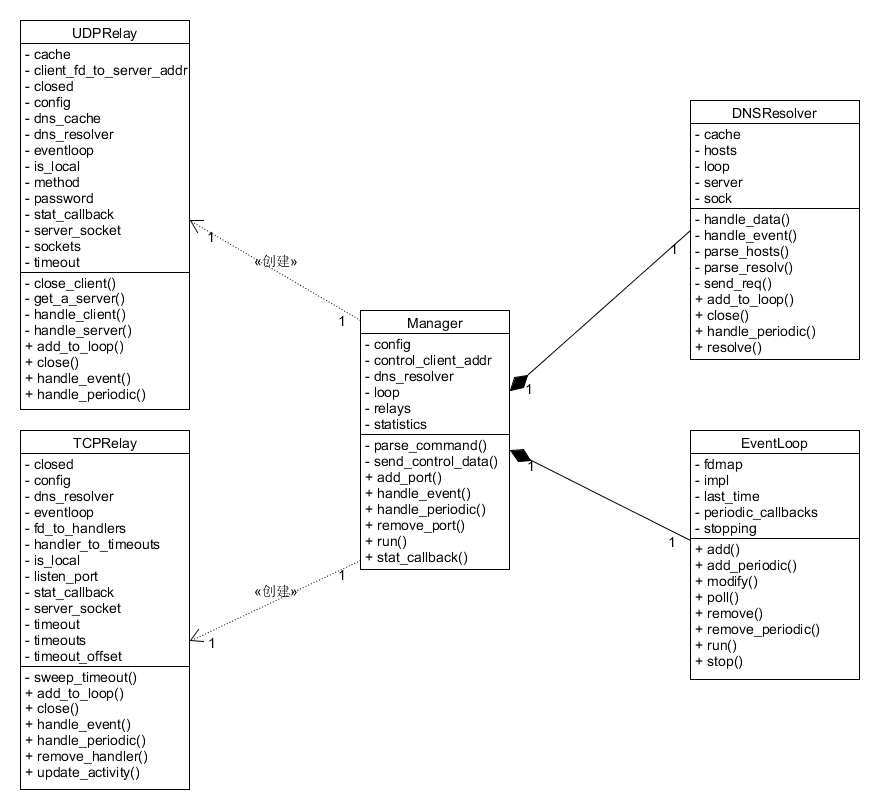 UDPRelay
- cache
- client_fd_to_server_addr
- closed
- config
- dns_cache
- dns_resolver
- eventloop
- is_local
- method
- password
- stat_callback
- server_socket
- sockets
- timeout
- close_client()
- get_a_server()
- handle_client()
- handle_server()
+ add_to_loop()
+ close()
+ handle_event()
+ handle_periodic()
TCPRelay
- closed
- config
- dns_resolver
- eventloop
- fd_to_handlers
- handler_to_timeouts
- is_local
- listen_port
- stat_callback
- server_socket
- timeout
- timeouts
- timeout_offset
- sweep_timeout()
+ add_to_loop()
+ close()
+ handle_event()
+ handle_periodic()
+ remove_handler()
+ update_activity()
1
«创建»
1
Manager
- config
- control_client_addr
- dns_resolver
- loop
- relays
- statistics
- parse_command()
- send_control_data()
+ add_port()
+ handle_event()
+ handle_periodic()
+ remove_port()
+ run()
+ stat_callback()
1
«创建»
1
1
1
1
1
DNSResolver
- cache
- hosts
- loop
- server
- sock
- handle_data()
- handle_event()
- parse_hosts()
- parse_resolv()
- send_req()
+ add_to_loop()
+ close()
+ handle_periodic()
+ resolve()
EventLoop
- fdmap
- impl
- last_time
- periodic_callbacks
- stopping
+ add()
+ add_periodic()
+ modify()
+ poll()
+ remove()
+ remove_periodic()
+ run()
+ stop()